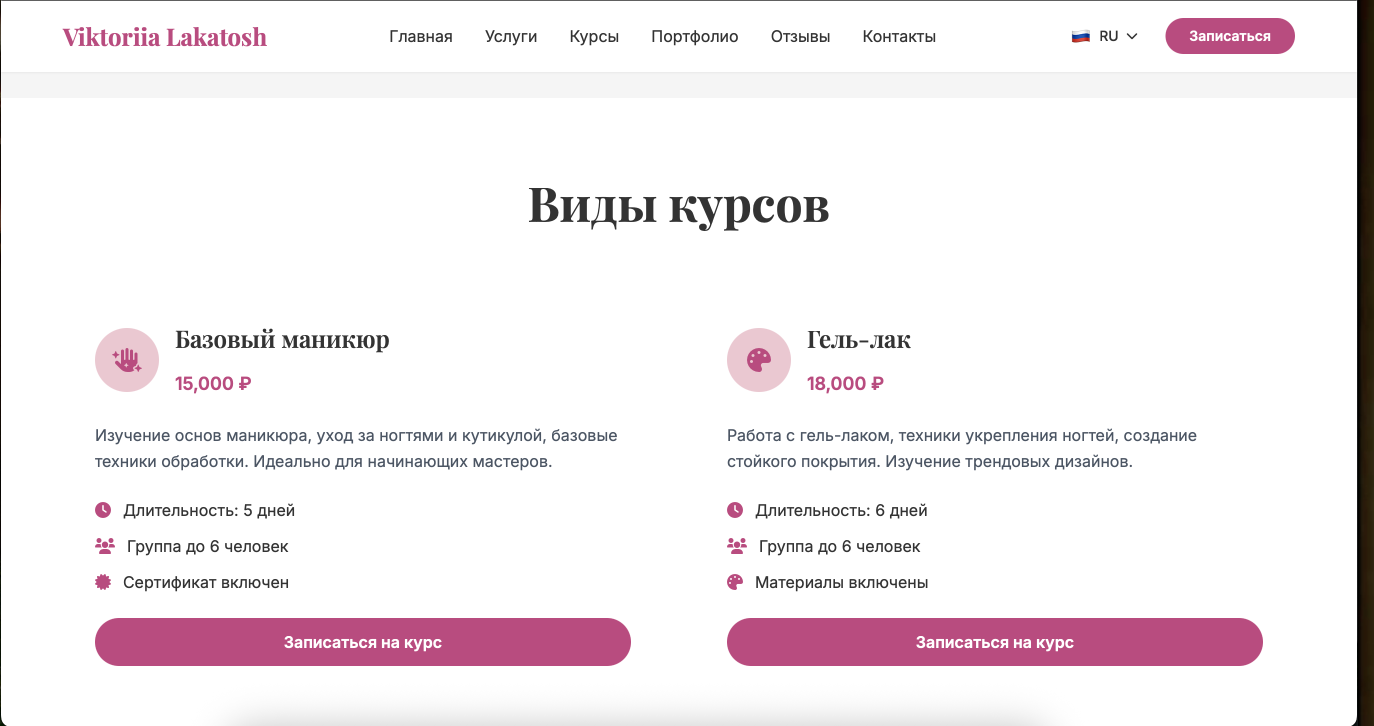 Viktoriia Lakatosh
Главная Услуги Курсы Портфолио Отзывы Контакты
RU
Записаться
Виды курсов
Базовый маникюр
15,000 ₽
Изучение основ маникюра, уход за ногтями и кутикулой, базовые
техники обработки. Идеально для начинающих мастеров.
Длительность: 5 дней
Группа до 6 человек
Сертификат включен
Записаться на курс
Гель-лак
18,000 ₽
Работа с гель-лаком, техники укрепления ногтей, создание
стойкого покрытия. Изучение трендовых дизайнов.
Длительность: 6 дней
Группа до 6 человек
Материалы включены
Записаться на курс